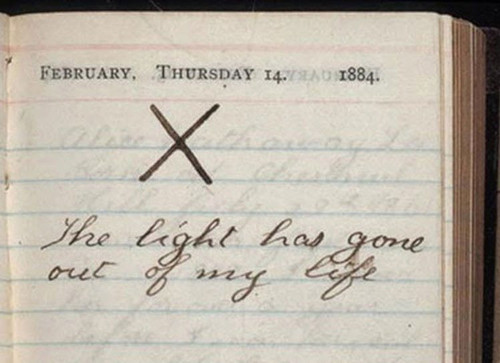 FEBRUARY, THURSDAY 14. 1884.
X
The light has gone
out of my life